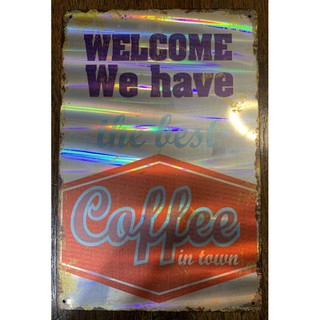 WELCOME
We have
the best
Coffee
in town